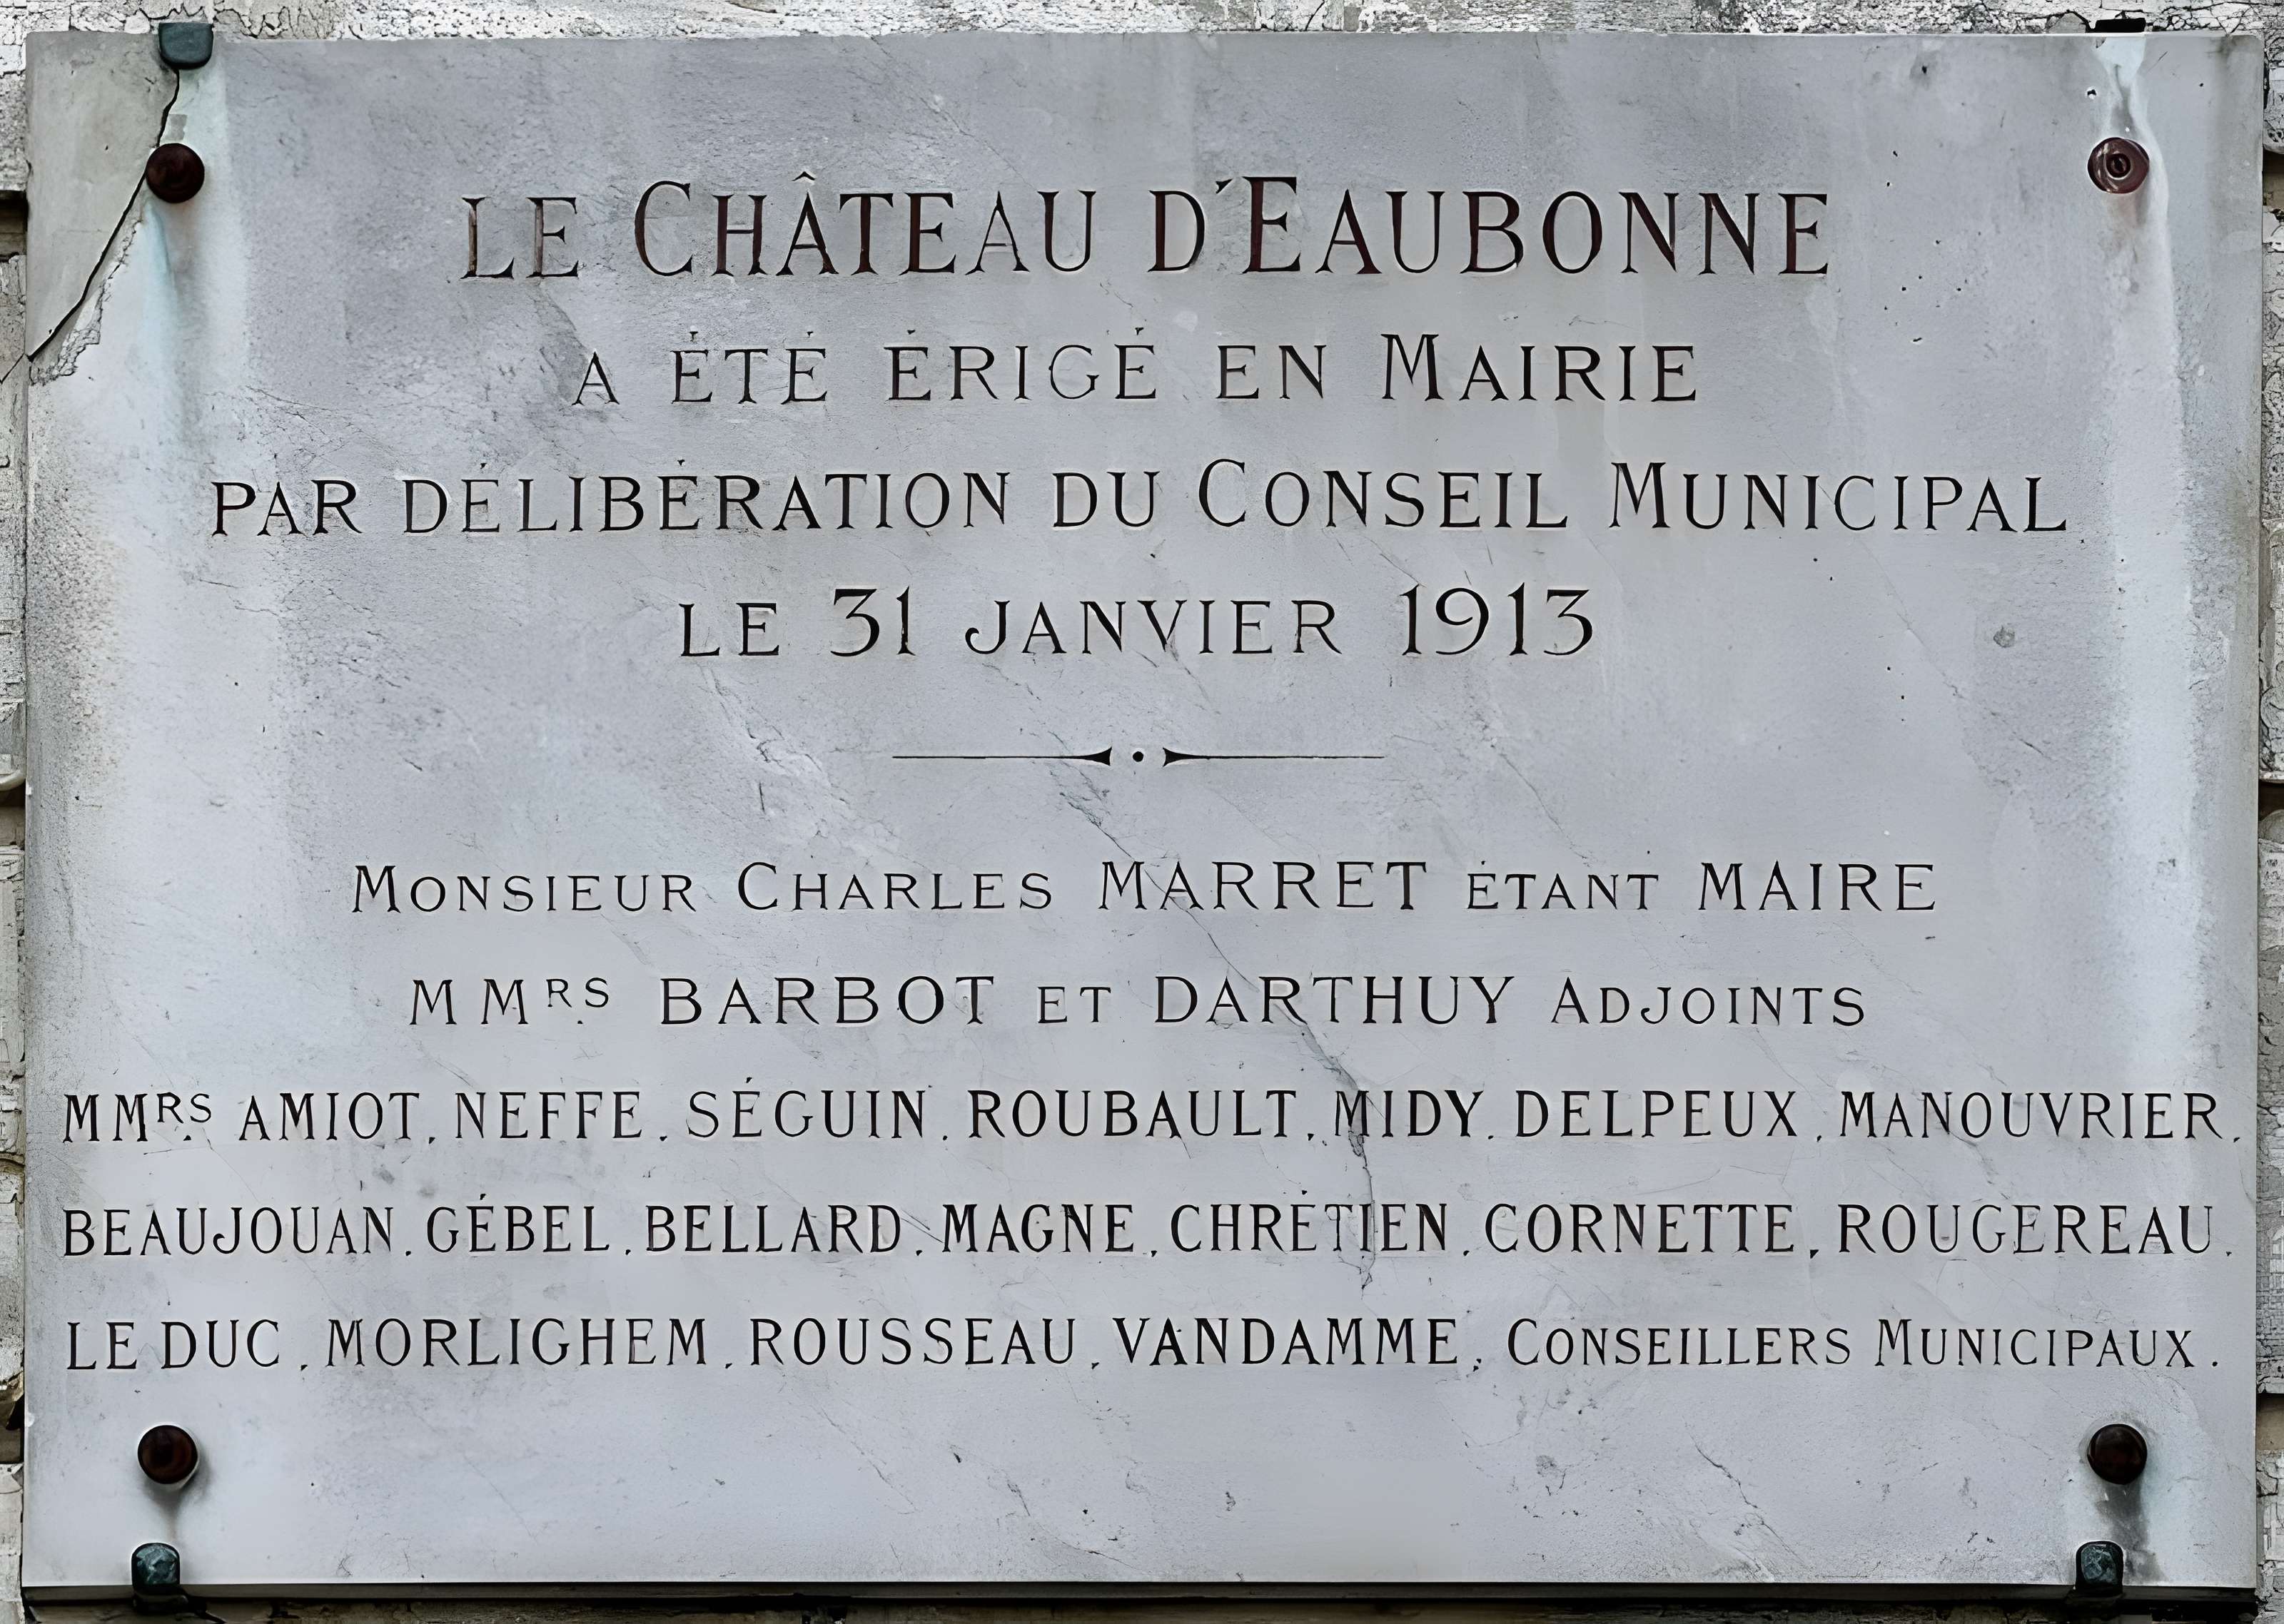 LE CHÂTEAU D'EAUBONNE
A ÉTÉ ÉRIGÉ EN MAIRIE
PAR DÉLIBÉRATION DU CONSEIL MUNICIPAL
LE 31 JANVIER 1913
MONSIEUR CHARLES MARRET ÉTANT MAIRE
MMRS BARBOT ET DARTHUY ADJOINTS
MMRS AMIOT, NEFFE, SÉGUIN, ROUBAULT, MIDY, DELPEUX, MANOUVRIER,
BEAUJOUAN, GÉBEL, BELLARD, MAGNE, CHRÉTIEN, CORNETTE, ROUGEREAU,
LE DUC, MORLIGHEM, ROUSSEAU, VANDAMME, CONSEILLERS MUNICIPAUX.